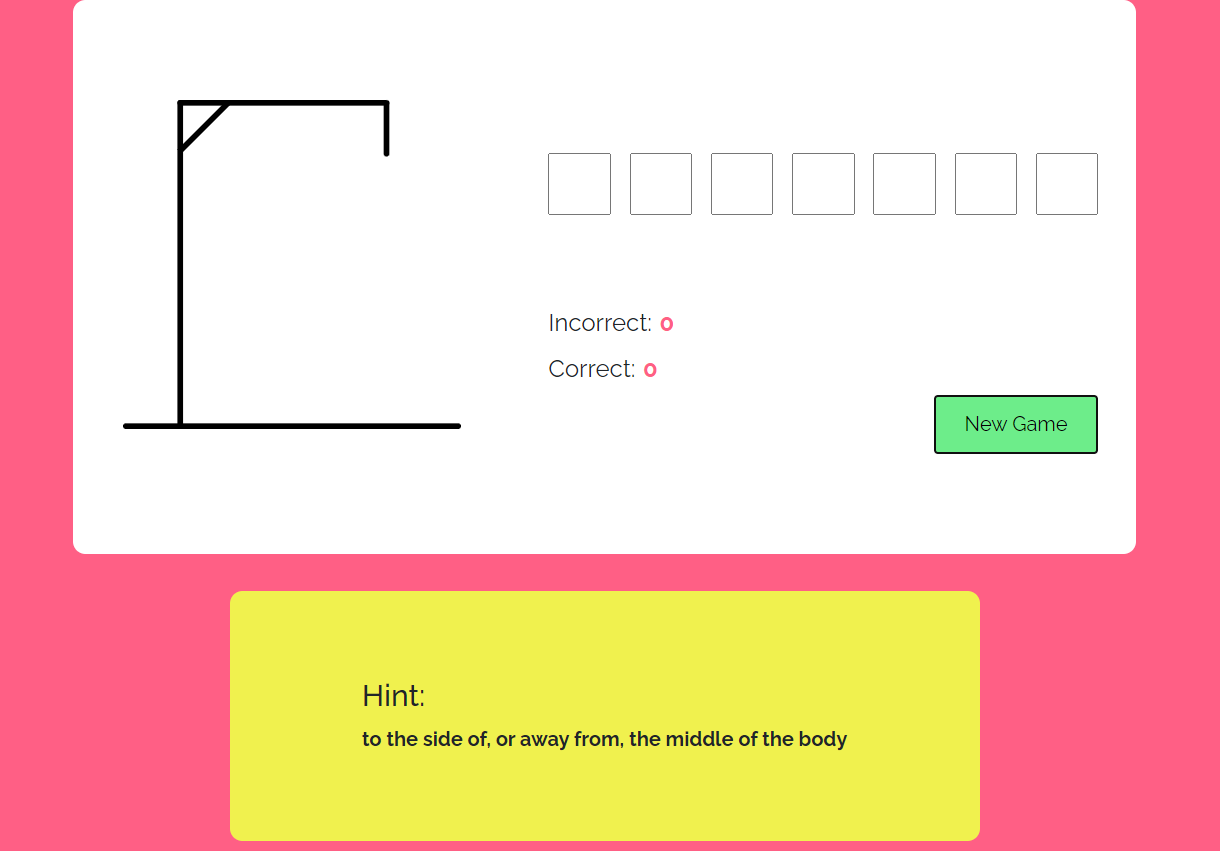 Incorrect: 0
Correct: 0
New Game
Hint:
to the side of, or away from, the middle of the body